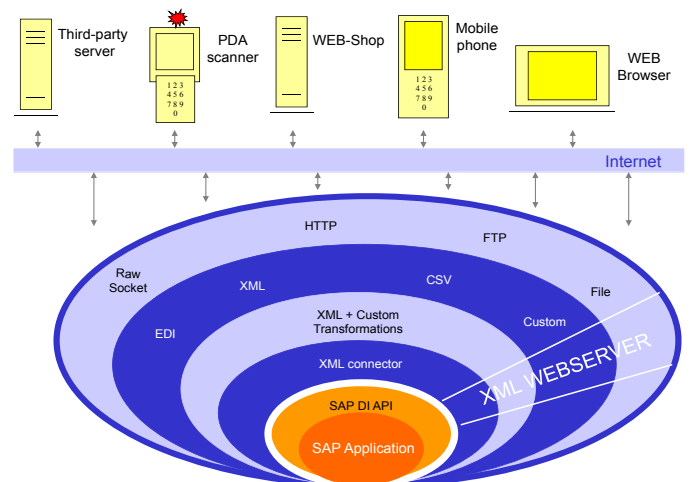 Third-party
server
PDA
scanner
WEB-Shop
Mobile
phone
WEB
Browser
1 2 3
4 5 6
7 8 9
0
1 2 3
4 5 6
7 8 9
0
Internet
HTTP
FTP
Raw
Socket
File
XML
CSV
EDI
Custom
XML + Custom
Transformations
XML connector
XML WEBSERVER
SAP DI API
SAP Application